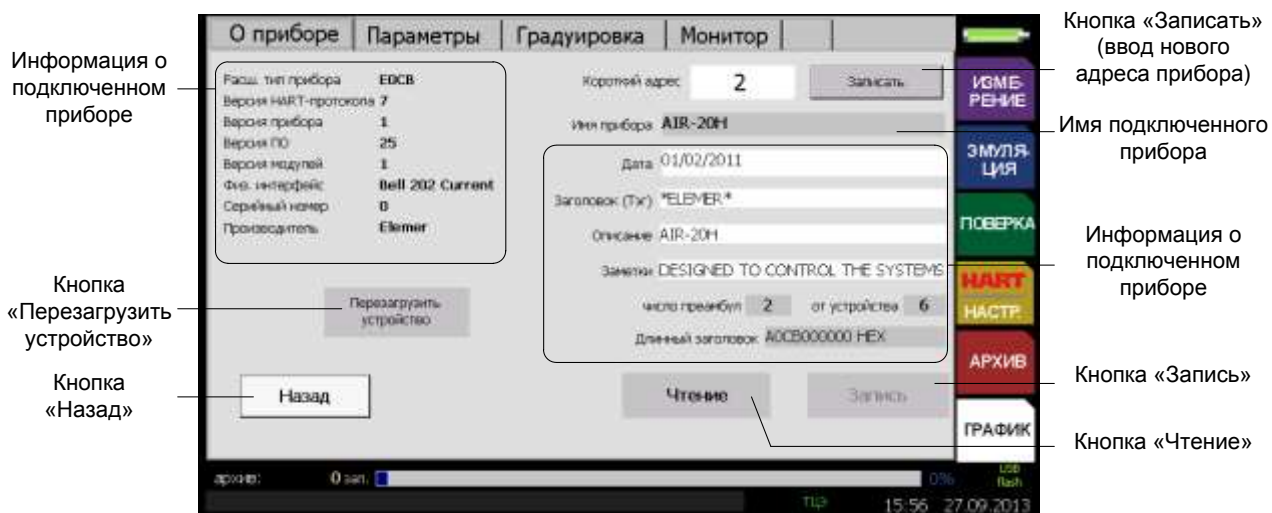 Информация о
подключенном
приборе
Кнопка
«Перезагрузить
устройство»
Кнопка
«Назад»
О приборе
Параметры
Градуировка
Монитор
Расш. тип прибора EDCB
Версия HART-протокола 7
Версия прибора 1
Версия ПО 25
Версия модулей 1
Физ. интерфейс Bell 202 Current
Серийный номер 0
Производитель Elemer
Перезагрузить
устройство
Назад
Короткий адрес 2 Записать
Имя прибора AIR-20H
Дата 01/02/2011
Заголовок (Тэг) *ELEMER*
Описание AIR-20H
Заметки DESIGNED TO CONTROL THE SYSTEMS
число преамбул 2 от устройства 6
Длинный заголовок A0CB000000 HEX
Чтение
Запись
ИЗМЕ-
РЕНИЕ
ЭМУЛЯ-
ЦИЯ
ПОВЕРКА
HART
НАСТР.
АРХИВ
ГРАФИК
архив: 0 зап. 0%
USB
flash
ТЦЭ 15:56 27.09.2013
Кнопка «Записать»
(ввод нового
адреса прибора)
Имя подключенного
прибора
Информация о
подключенном
приборе
Кнопка «Запись»
Кнопка «Чтение»